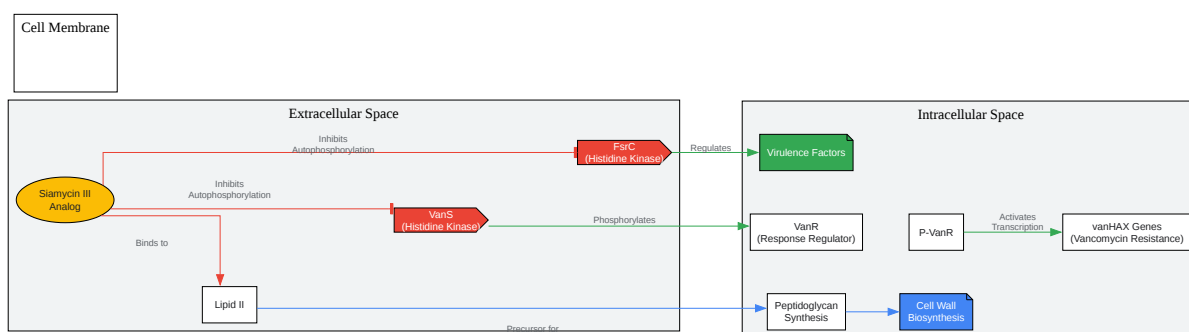 Cell Membrane
Extracellular Space
Intracellular Space
Inhibits
Autophosphorylation
FsrC
(Histidine Kinase)
Regulates
Virulence Factors
Siamycin III
Analog
Inhibits
Autophosphorylation
VanS
(Histidine Kinase)
Phosphorylates
VanR
(Response Regulator)
P-VanR
Activates
Transcription
vanHAX Genes
(Vancomycin Resistance)
Binds to
Lipid II
Precursor for
Peptidoglycan
Synthesis
Cell Wall
Biosynthesis